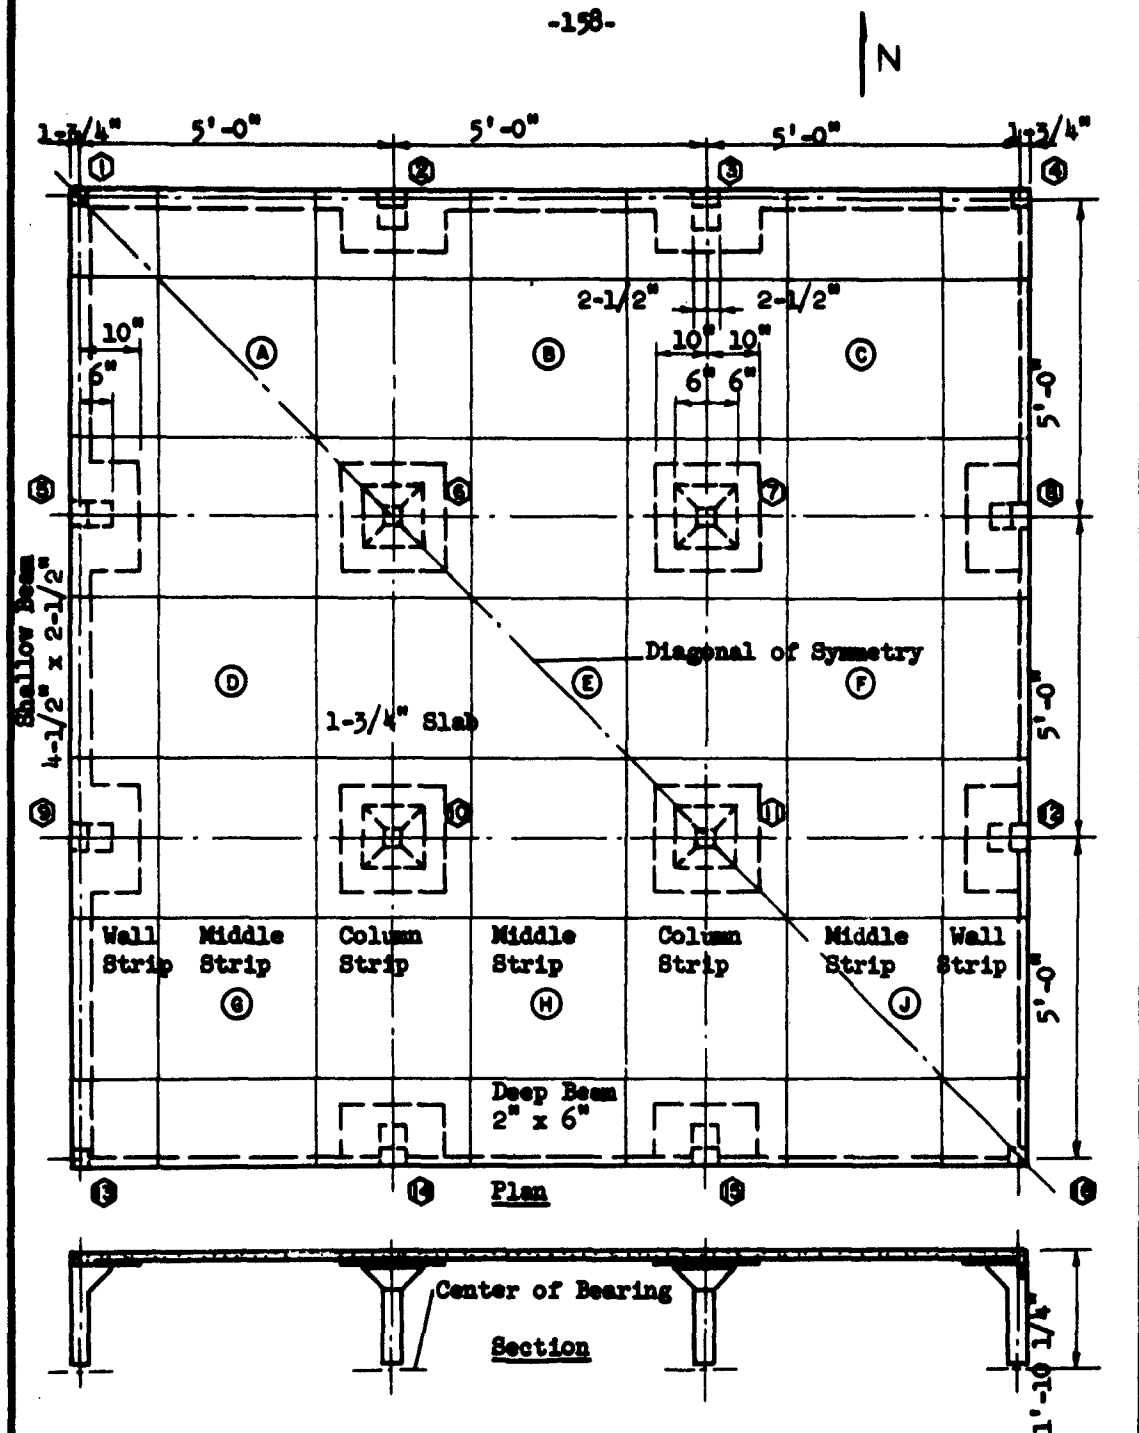 -158-
N
1-3/4" 5'-0" 5'-0" 5'-0" 1-3/4"
1 2 3 4
2-1/2" 2-1/2"
10" 10" 10"
A B C
6" 6" 6"
5'-0"
5 6 7 8
Shallow Beam
4-1/2" x 2-1/2"
Diagonal of Symmetry
D E F
5'-0"
1-3/4" Slab
9 10 11 12
Wall Strip
Middle Strip
Column Strip
Middle Strip
Column Strip
Middle Strip
Wall Strip
5'-0"
G H J
Deep Beam
2" x 6"
13 14 Plan 15 16
Center of Bearing
Section
1'-10 1/4"